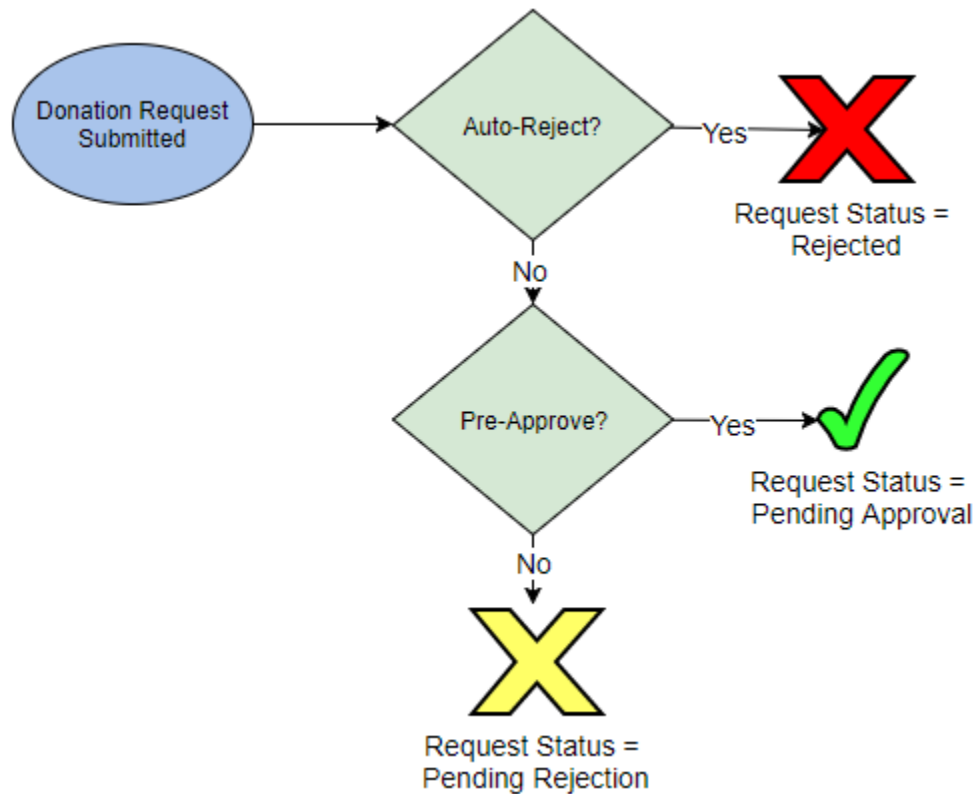 Donation Request
Submitted
Auto-Reject?
Yes
Request Status =
Rejected
No
Pre-Approve?
Yes
Request Status =
Pending Approval
No
Request Status =
Pending Rejection